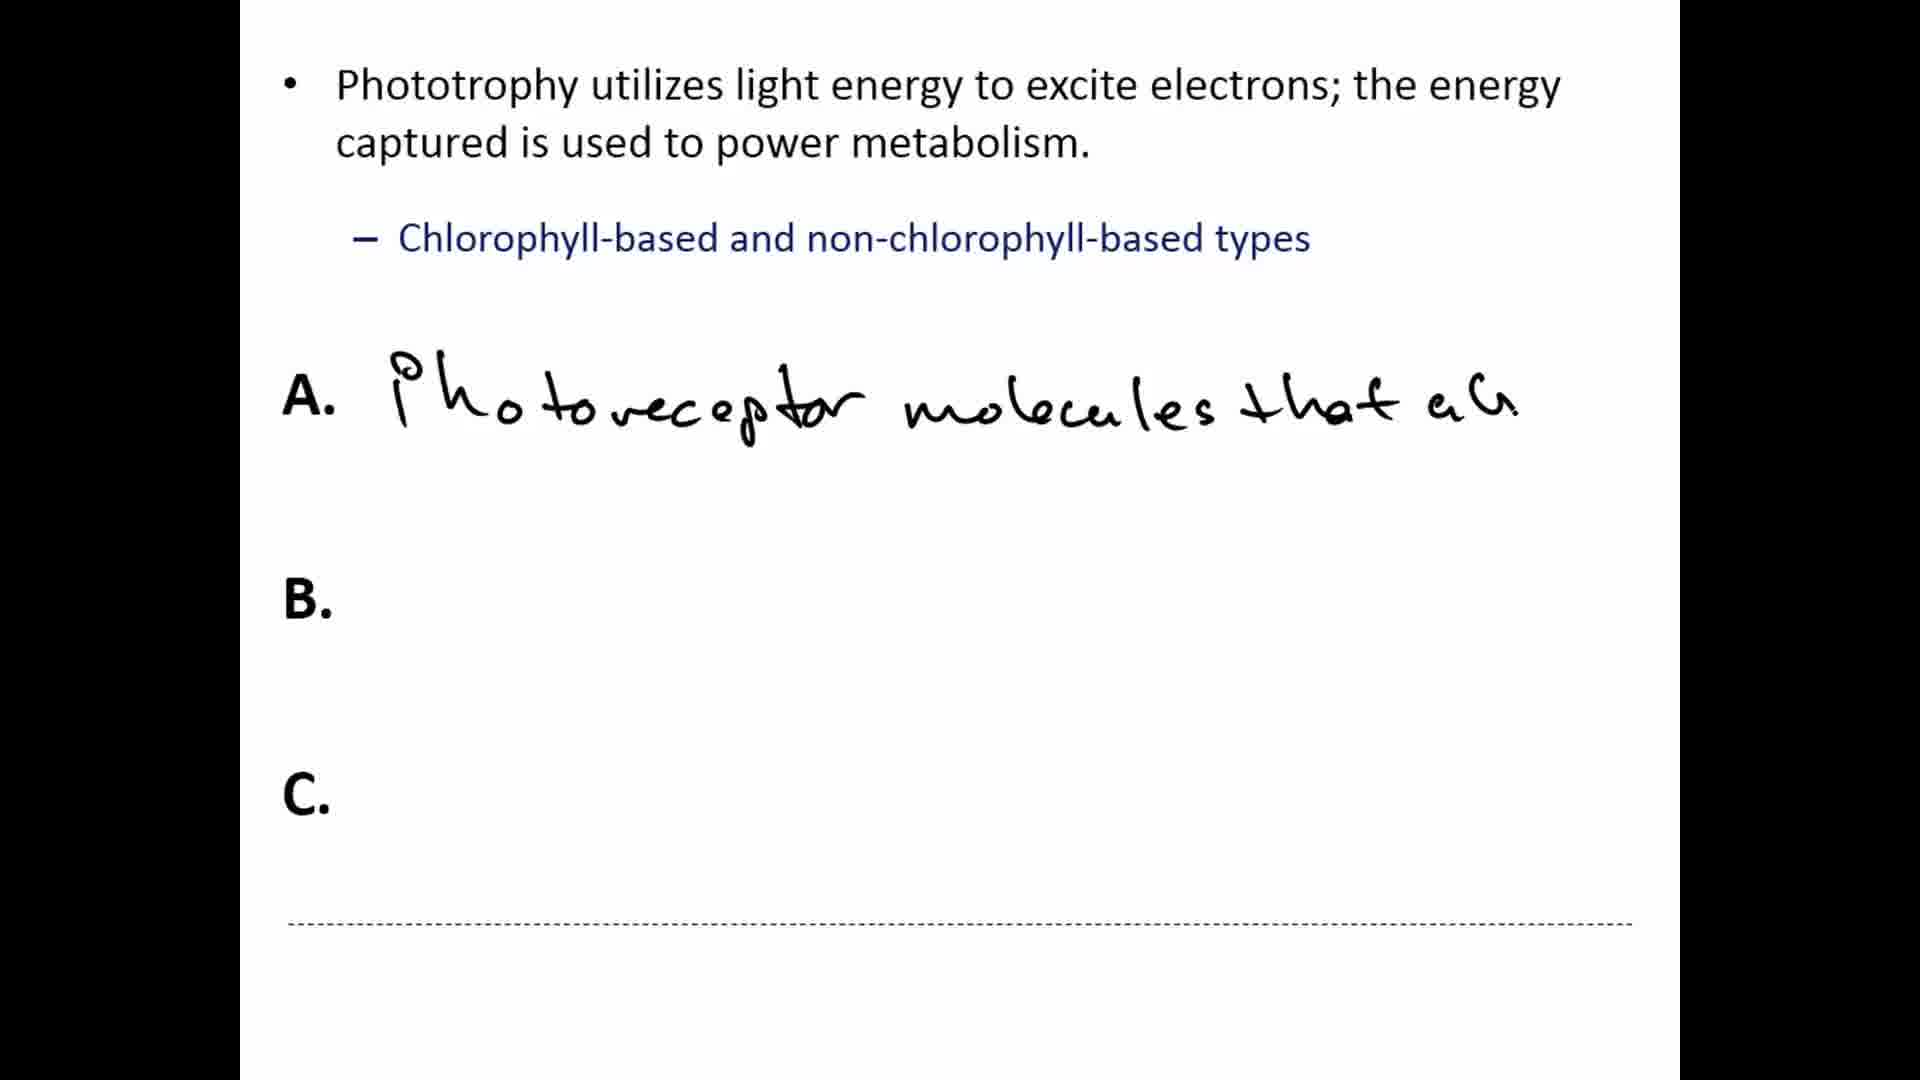 • Phototrophy utilizes light energy to excite electrons; the energy
captured is used to power metabolism.
– Chlorophyll-based and non-chlorophyll-based types
A. Photoreceptor molecules that
B.
C.